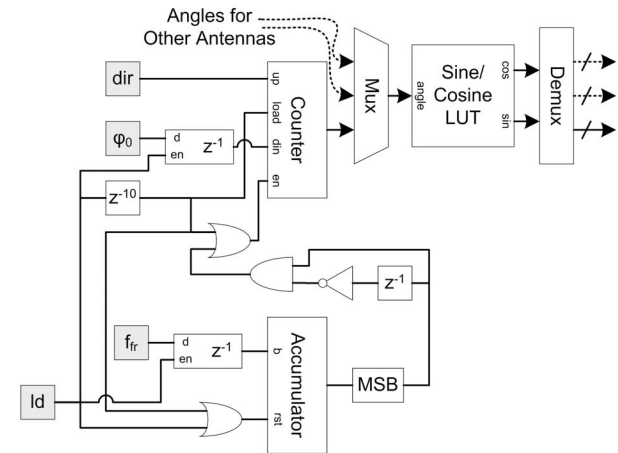 Angles for
Other Antennas
dir
up
load
din
en
Counter
Mux
angle
Sine/
Cosine
LUT
cos
sin
Demux
φ0
d
en
z-1
z-10
z-1
ffr
d
en
z-1
b
rst
Accumulator
MSB
ld